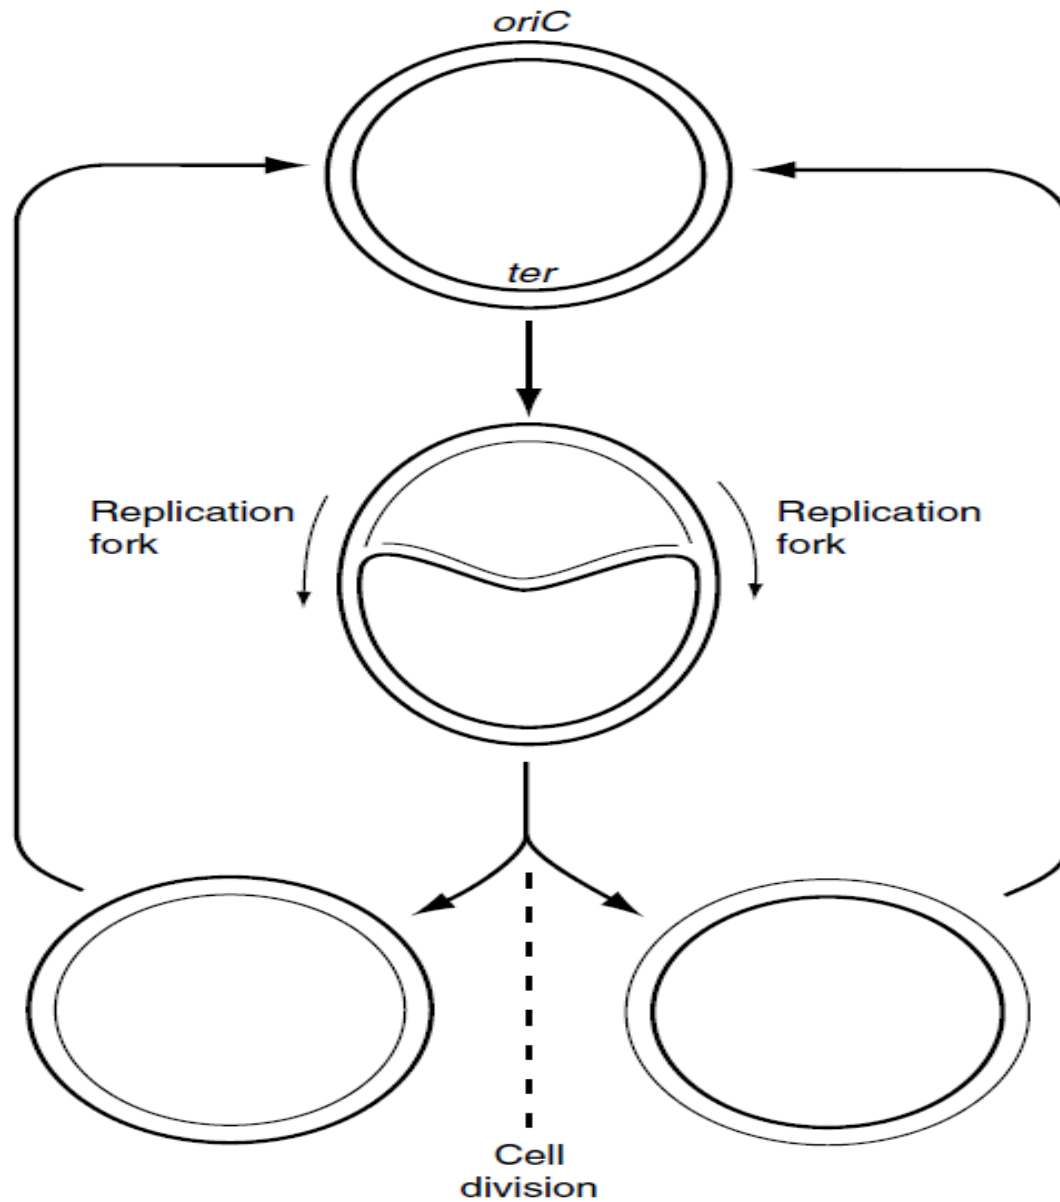 oriC
ter
Replication
fork
Replication
fork
Cell
division